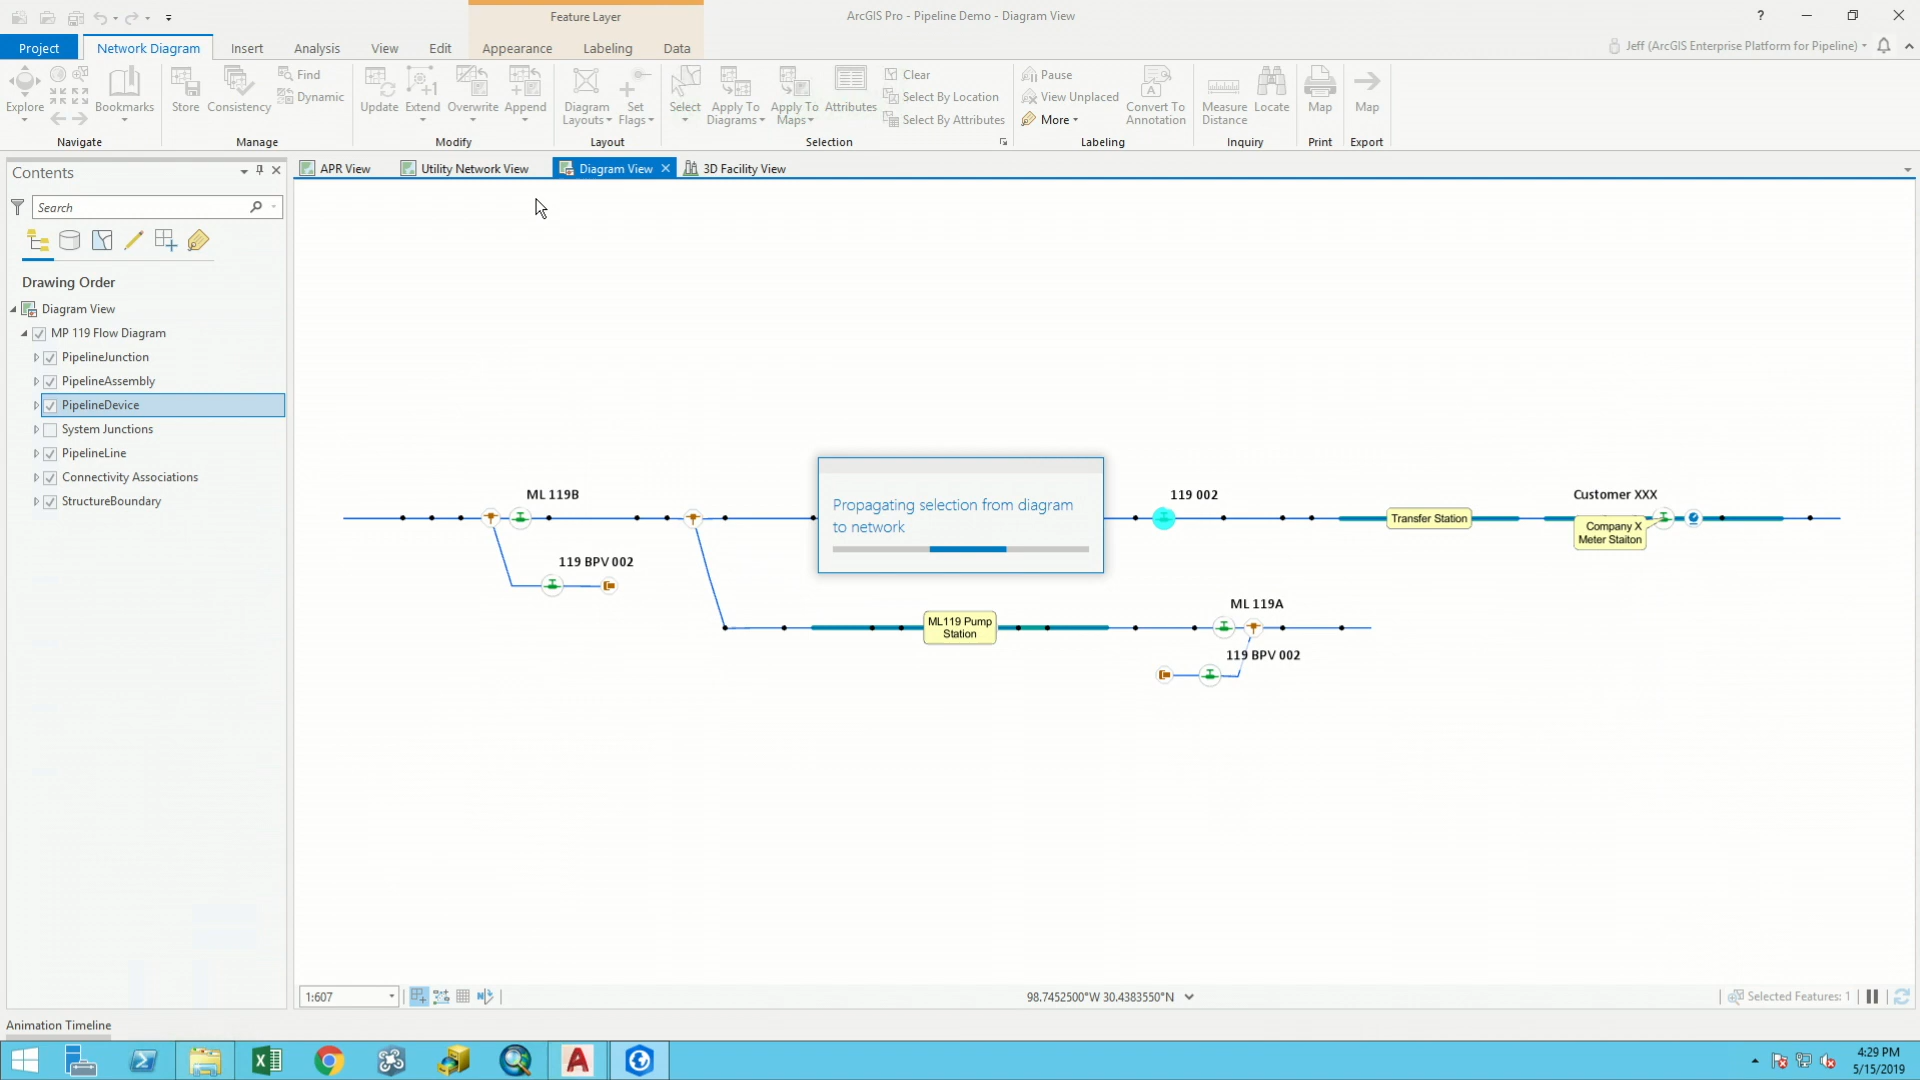 Feature Layer
ArcGIS Pro - Pipeline Demo - Diagram View
?
Project
Network Diagram
Insert
Analysis
View
Edit
Appearance
Labeling
Data
Jeff (ArcGIS Enterprise Platform for Pipeline)
Explore
Bookmarks
Store
Consistency
Find
Dynamic
Update
Extend
Overwrite
Append
Diagram Layouts
Set Flags
Select
Apply To Diagrams
Apply To Maps
Attributes
Clear
Select By Location
Select By Attributes
Pause
View Unplaced
More
Convert To Annotation
Measure Distance
Locate
Map
Map
Navigate
Manage
Modify
Layout
Selection
Labeling
Inquiry
Print
Export
Contents
APR View
Utility Network View
Diagram View
3D Facility View
Search
Drawing Order
Diagram View
MP 119 Flow Diagram
PipelineJunction
PipelineAssembly
PipelineDevice
System Junctions
PipelineLine
Connectivity Associations
StructureBoundary
ML 119B
119 BPV 002
Propagating selection from diagram
to network
119 002
Transfer Station
Customer XXX
Company X
Meter Staiton
ML119 Pump
Station
ML 119A
119 BPV 002
1:607
98.7452500°W 30.4383550°N
Selected Features: 1
Animation Timeline
4:29 PM
5/15/2019